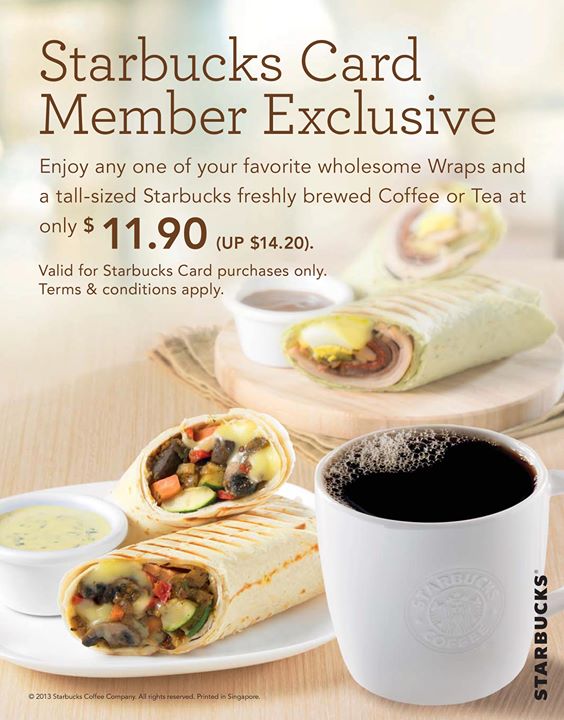 Starbucks Card
Member Exclusive
Enjoy any one of your favorite wholesome Wraps and
a tall-sized Starbucks freshly brewed Coffee or Tea at
only $ 11.90 (UP $14.20).
Valid for Starbucks Card purchases only.
Terms & conditions apply.
STARBUCKS
COFFEE
STARBUCKS®
© 2013 Starbucks Coffee Company. All rights reserved. Printed in Singapore.